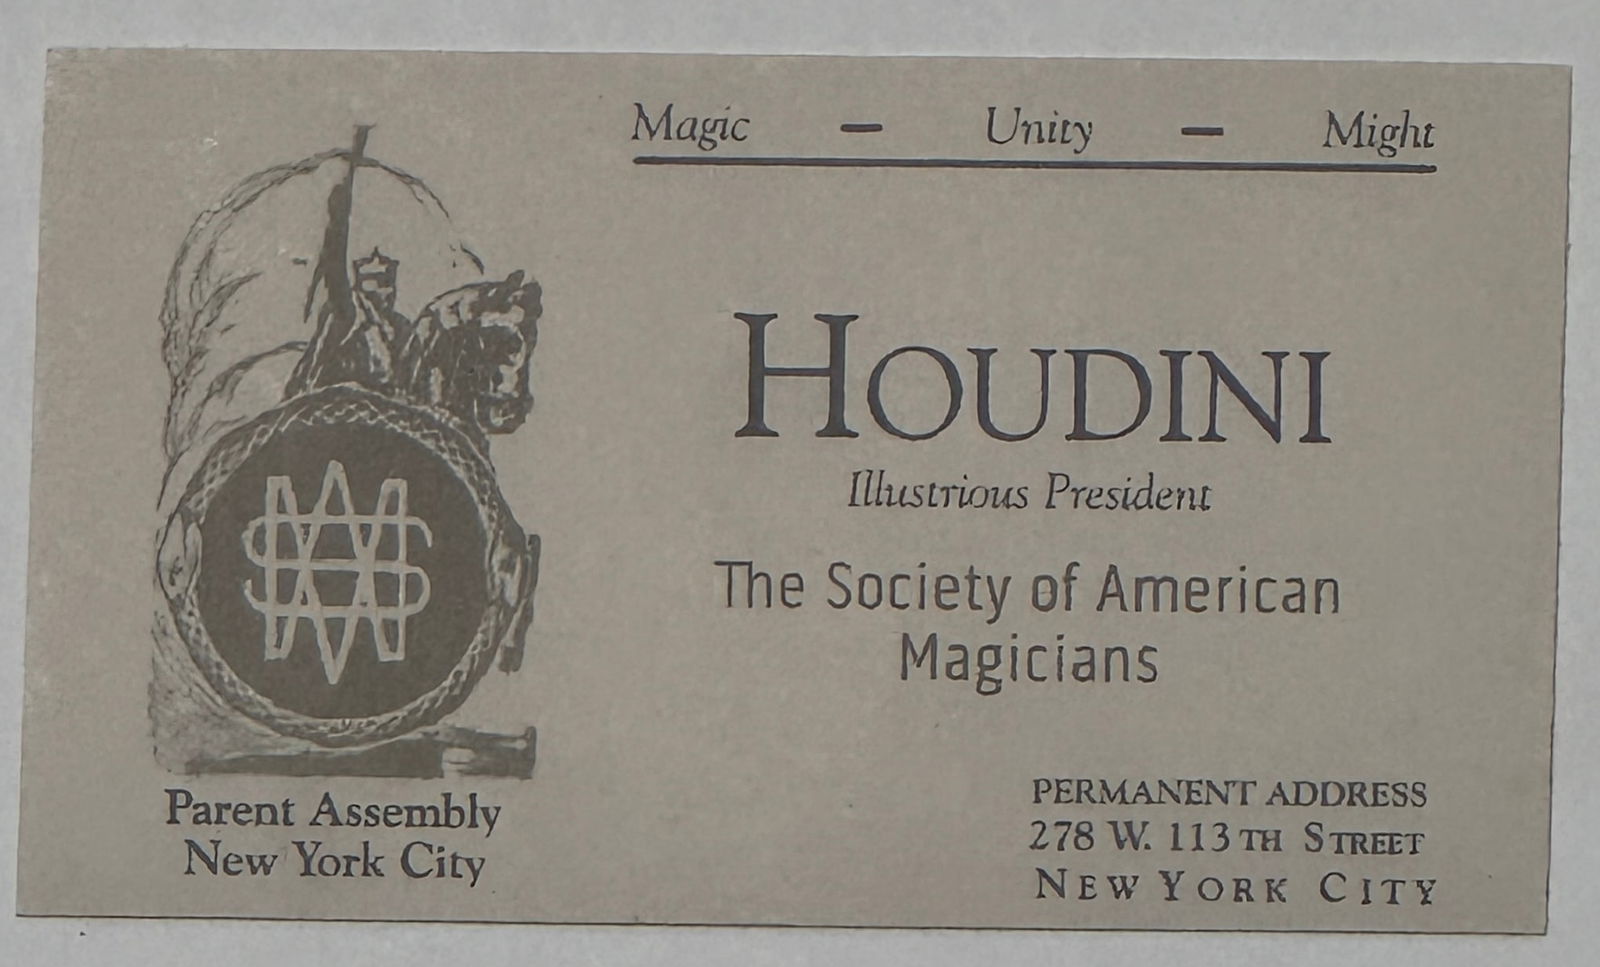 Magic - Unity - Might
HOUDINI
Illustrious President
The Society of American
Magicians
Parent Assembly
New York City
PERMANENT ADDRESS
278 W. 113TH STREET
NEW YORK CITY